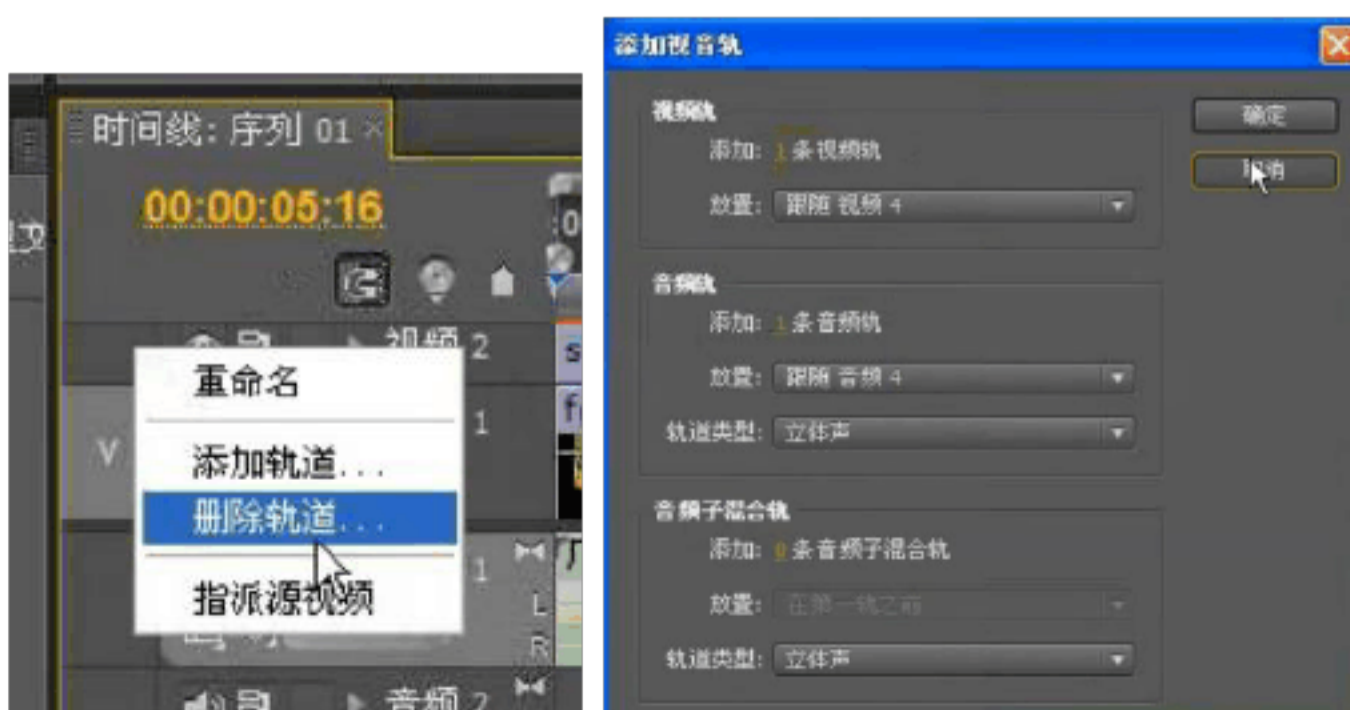 时间线: 序列 01 ×
00:00:05:16
视频 2
重命名
1
V
添加轨道...
删除轨道...
1
指派源视频
L
R
音频 2
添加视音轨
视频轨
确定
添加: 1 条视频轨
取消
放置: 跟随 视频 4
音频轨
添加: 1 条音频轨
放置: 跟随 音频 4
轨道类型: 立体声
音频子混合轨
添加: 0 条音频子混合轨
放置: 在第一轨之前
轨道类型: 立体声